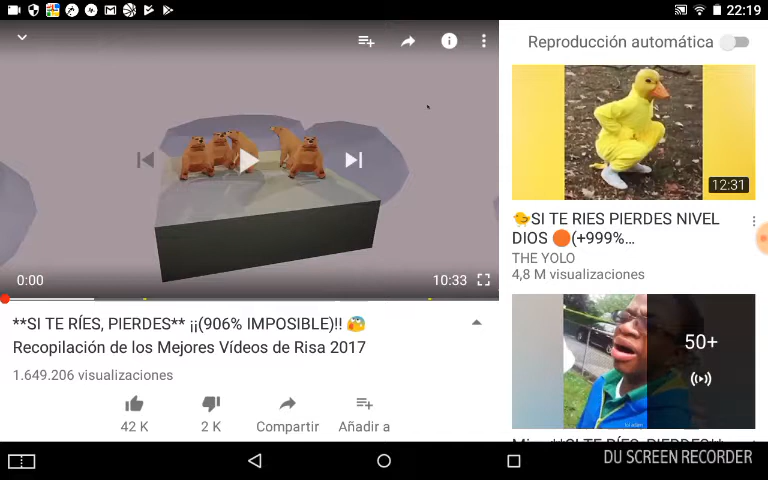 22:19
Reproducción automática
0:00
10:33
12:31
🐤SI TE RIES PIERDES NIVEL
DIOS 🔴(+999%...
THE YOLO
4,8 M visualizaciones
**SI TE RÍES, PIERDES** ¡¡(906% IMPOSIBLE)!! 😰
Recopilación de los Mejores Vídeos de Risa 2017
1.649.206 visualizaciones
42 K
2 K
Compartir
Añadir a
50+
DU SCREEN RECORDER